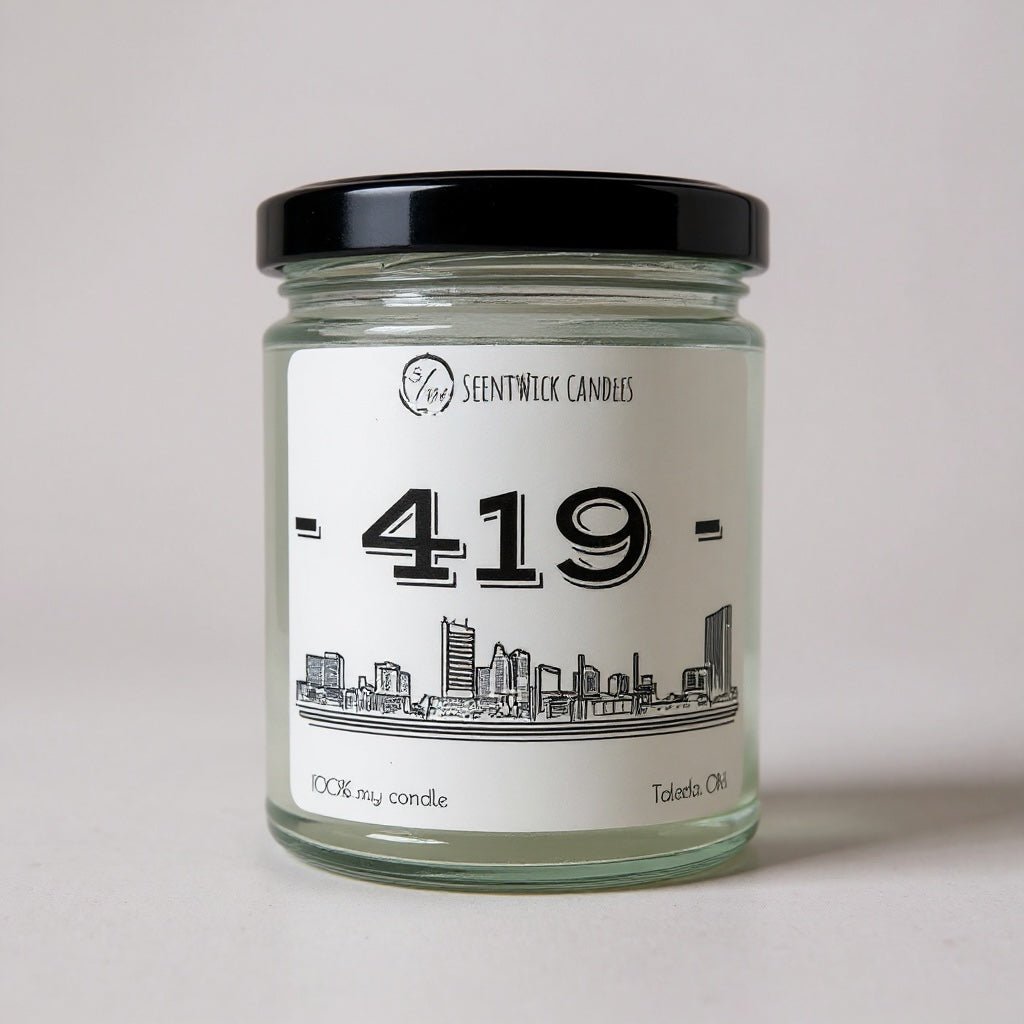 SEENTWICK CANDLES
- 419 -
100% my condle
Toledo, OH